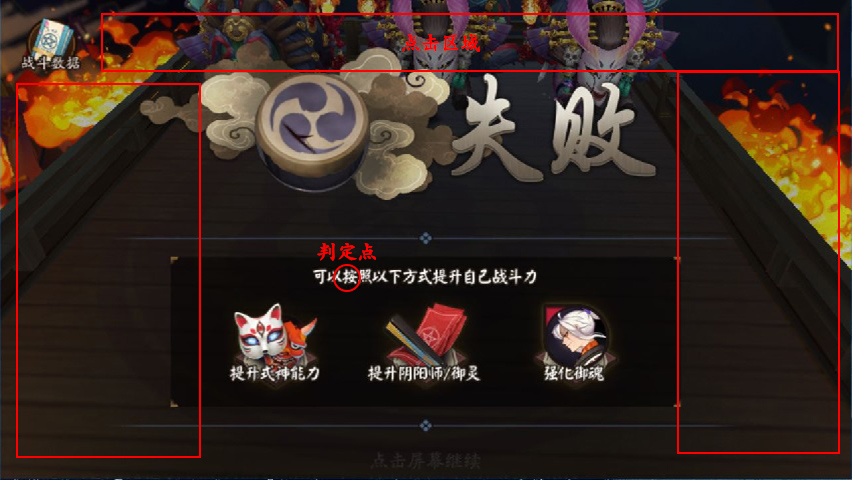 点击区域
战斗数据
失败
判定点
可以按照以下方式提升自己战斗力
提升式神能力
提升阴阳师/御灵
强化御魂
点击屏幕继续